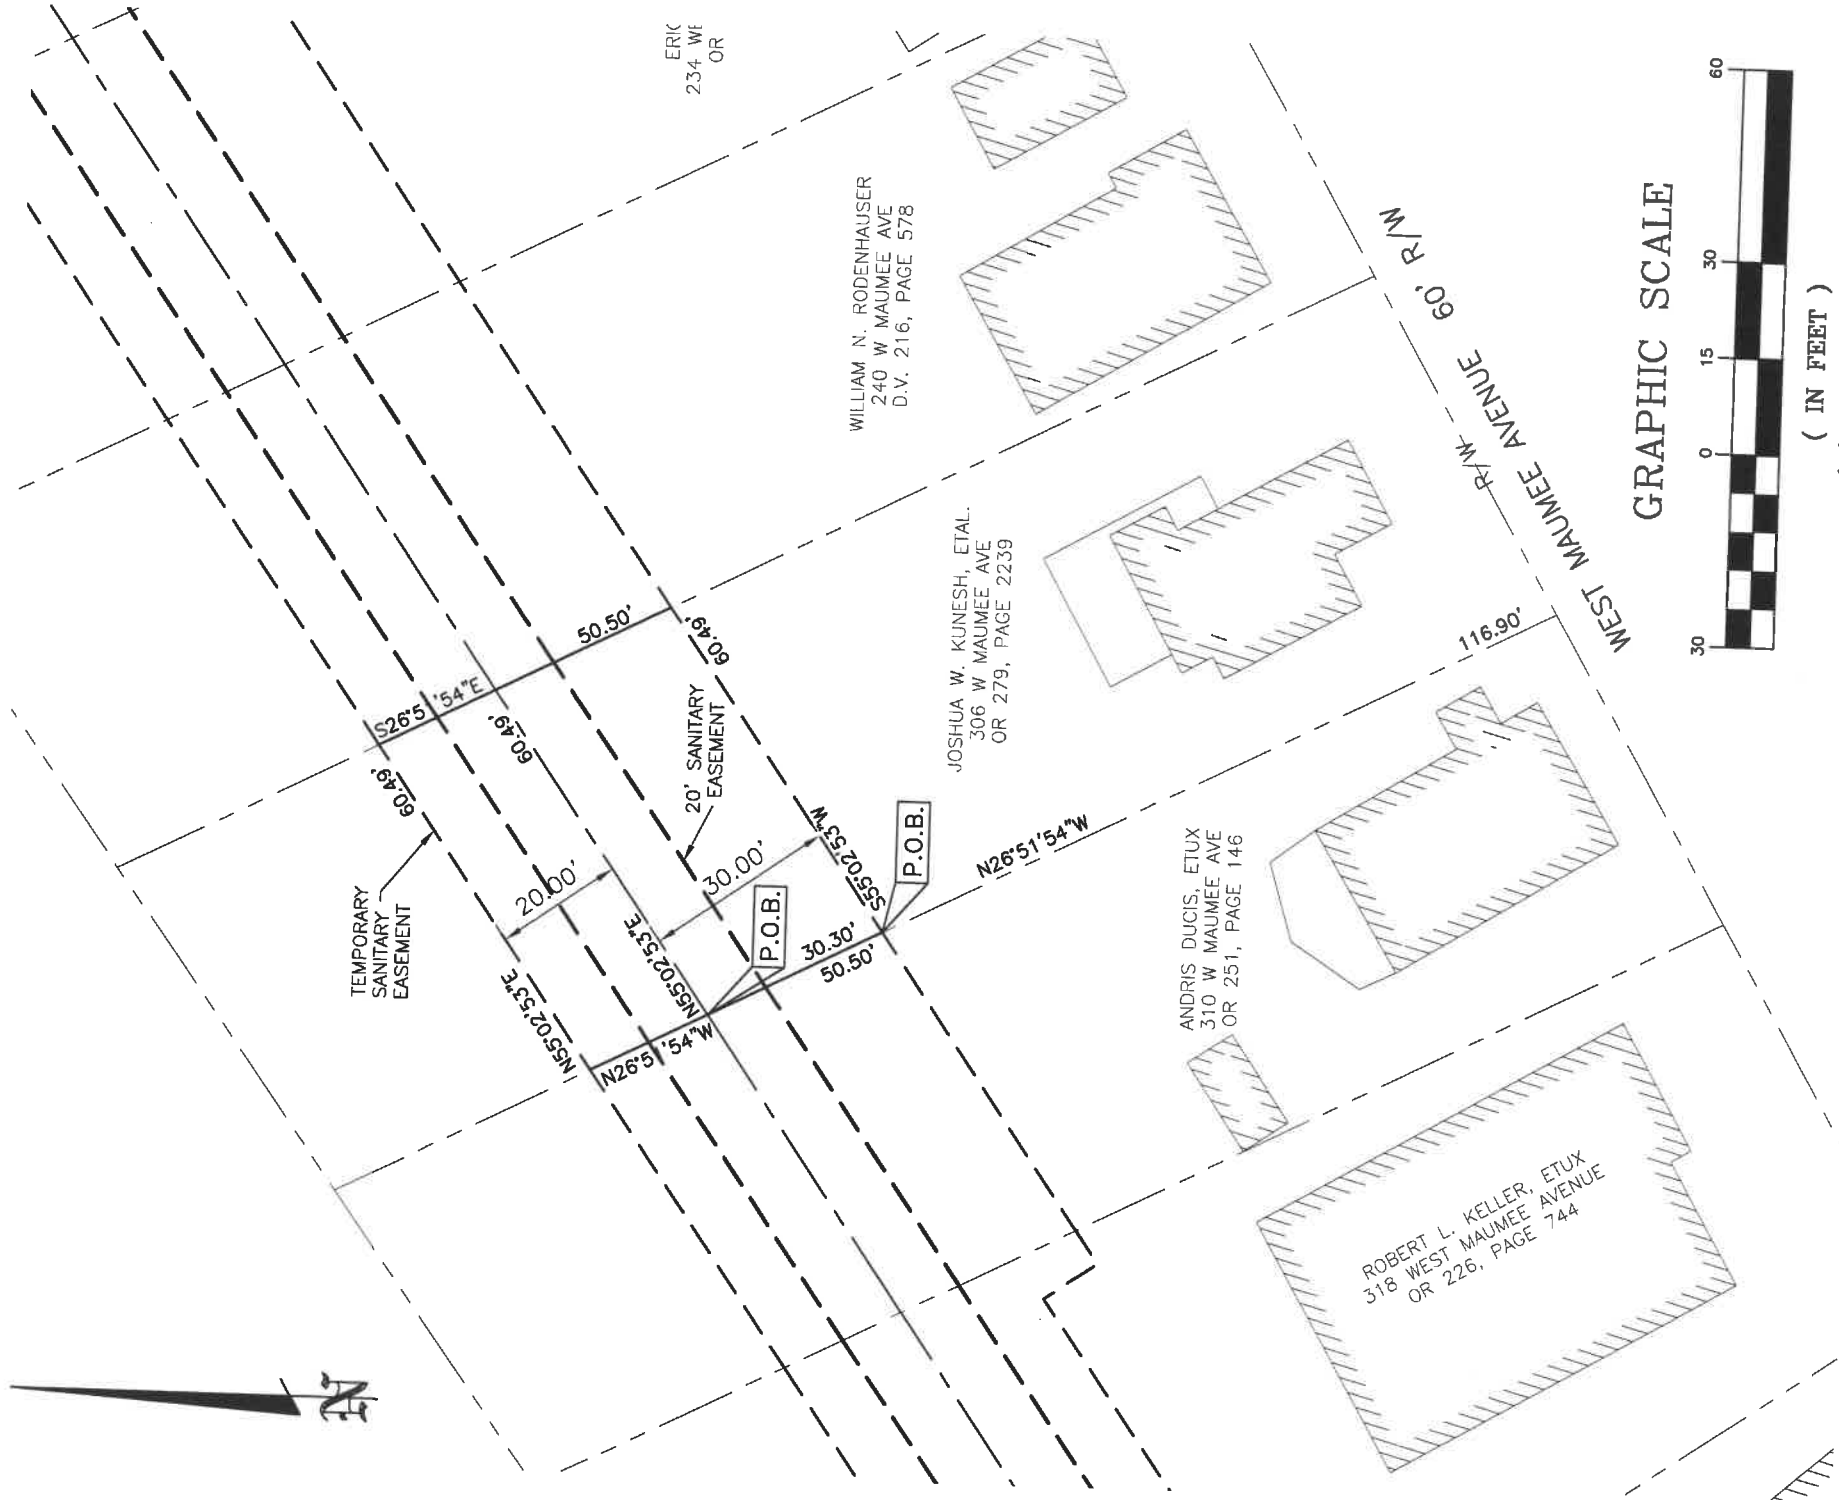 ERIC
234 WE
OR
WILLIAM N. RODENHAUSER
240 W MAUMEE AVE
D.V. 216, PAGE 578
60' R/W
R/W
WEST MAUMEE AVENUE
JOSHUA W. KUNESH, ETAL.
306 W MAUMEE AVE
OR 279, PAGE 2239
116.90'
50.50'
60.49'
S26°5 '54"E
60.49'
60.49'
20' SANITARY
EASEMENT
TEMPORARY
SANITARY
EASEMENT
20.00'
30.00'
S55°02'53"W
N55°02'53"E
N55°02'53"E
P.O.B.
P.O.B.
30.30'
50.50'
N26°5 '54"W
N26°51'54"W
ANDRIS DUCIS, ETUX
310 W MAUMEE AVE
OR 251, PAGE 146
ROBERT L. KELLER, ETUX
318 WEST MAUMEE AVENUE
OR 226, PAGE 744
N
GRAPHIC SCALE
30 0 15 30 60
( IN FEET )